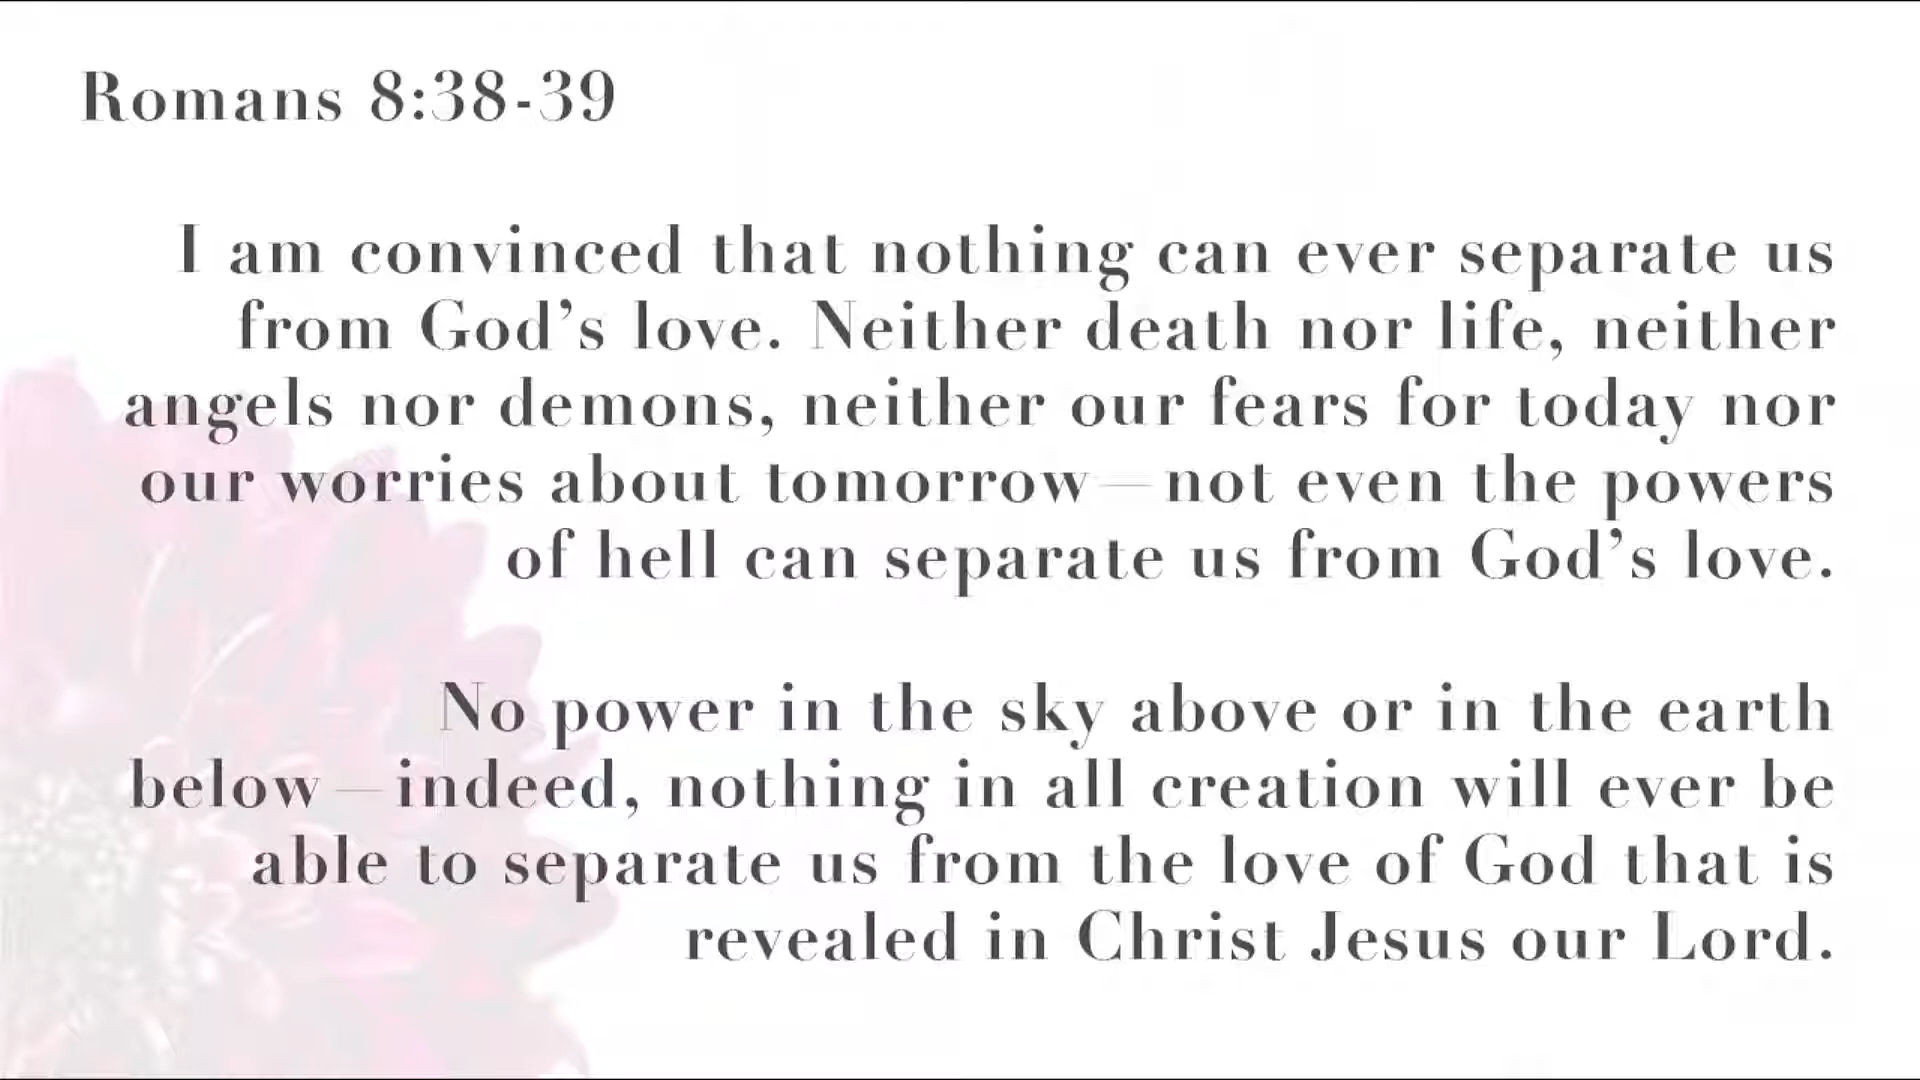 Romans 8:38-39
I am convinced that nothing can ever separate us
from God’s love. Neither death nor life, neither
angels nor demons, neither our fears for today nor
our worries about tomorrow—not even the powers
of hell can separate us from God’s love.
No power in the sky above or in the earth
below—indeed, nothing in all creation will ever be
able to separate us from the love of God that is
revealed in Christ Jesus our Lord.